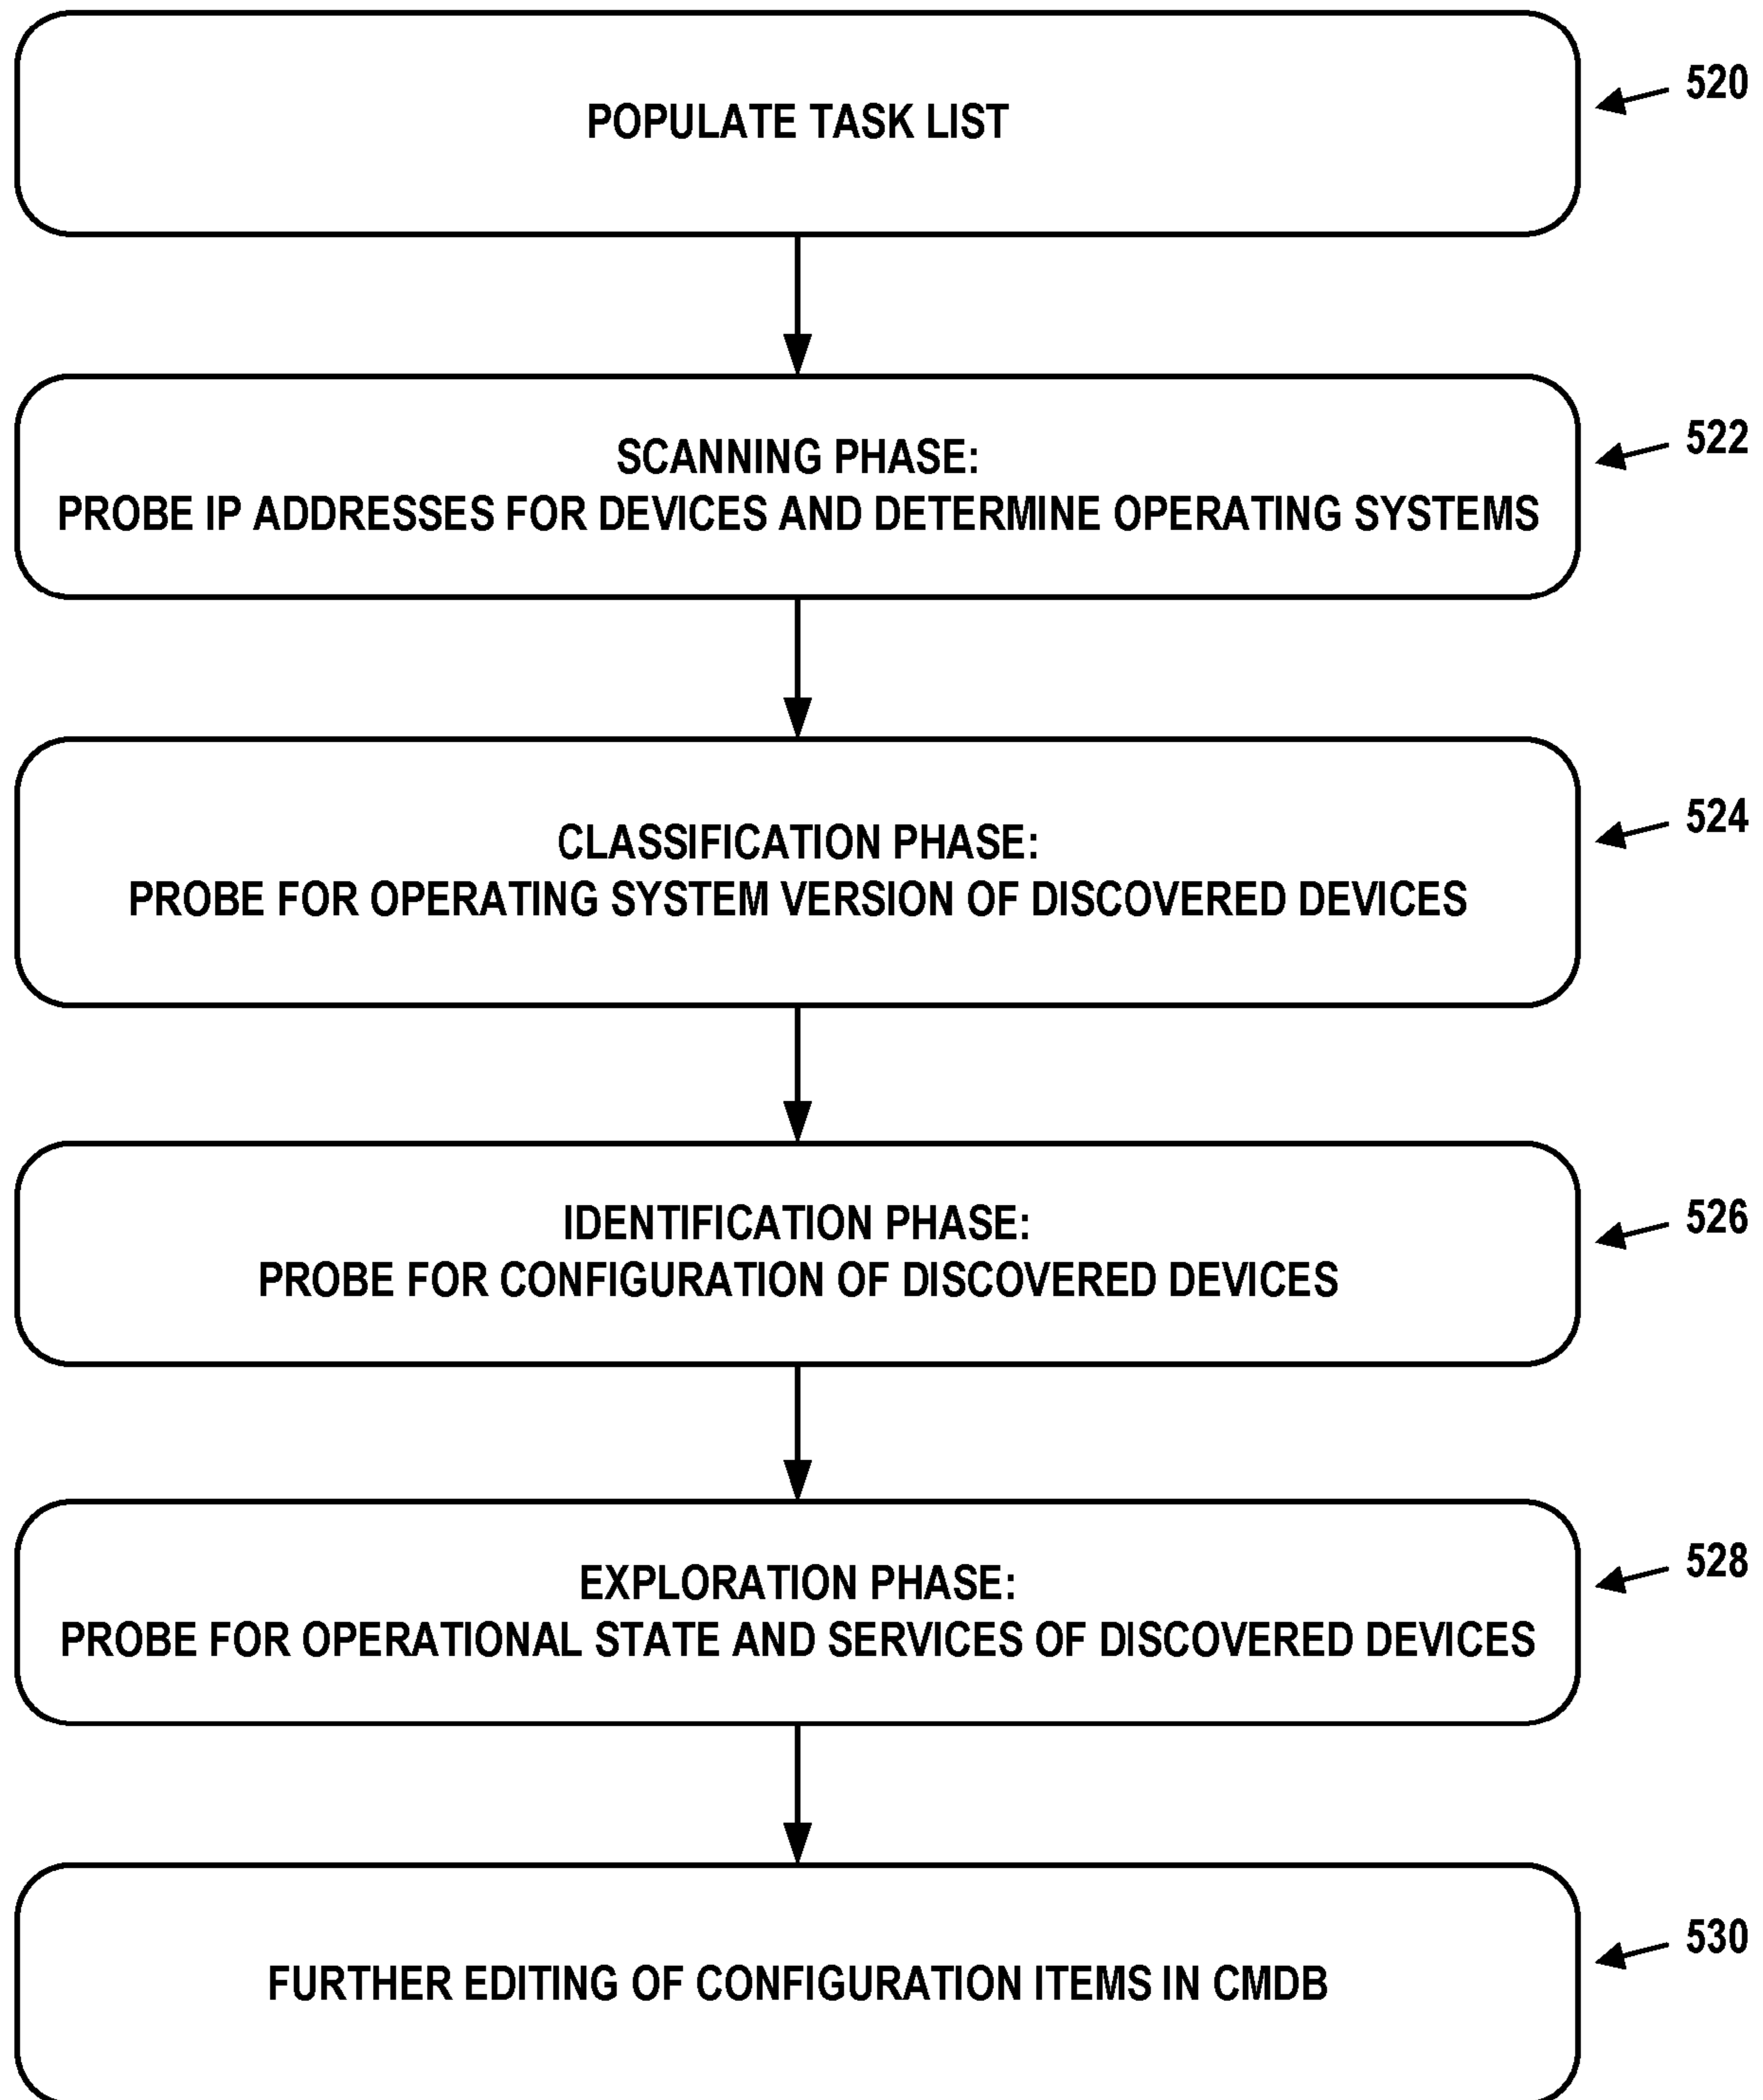 POPULATE TASK LIST
520
SCANNING PHASE:
PROBE IP ADDRESSES FOR DEVICES AND DETERMINE OPERATING SYSTEMS
522
CLASSIFICATION PHASE:
PROBE FOR OPERATING SYSTEM VERSION OF DISCOVERED DEVICES
524
IDENTIFICATION PHASE:
PROBE FOR CONFIGURATION OF DISCOVERED DEVICES
526
EXPLORATION PHASE:
PROBE FOR OPERATIONAL STATE AND SERVICES OF DISCOVERED DEVICES
528
FURTHER EDITING OF CONFIGURATION ITEMS IN CMDB
530